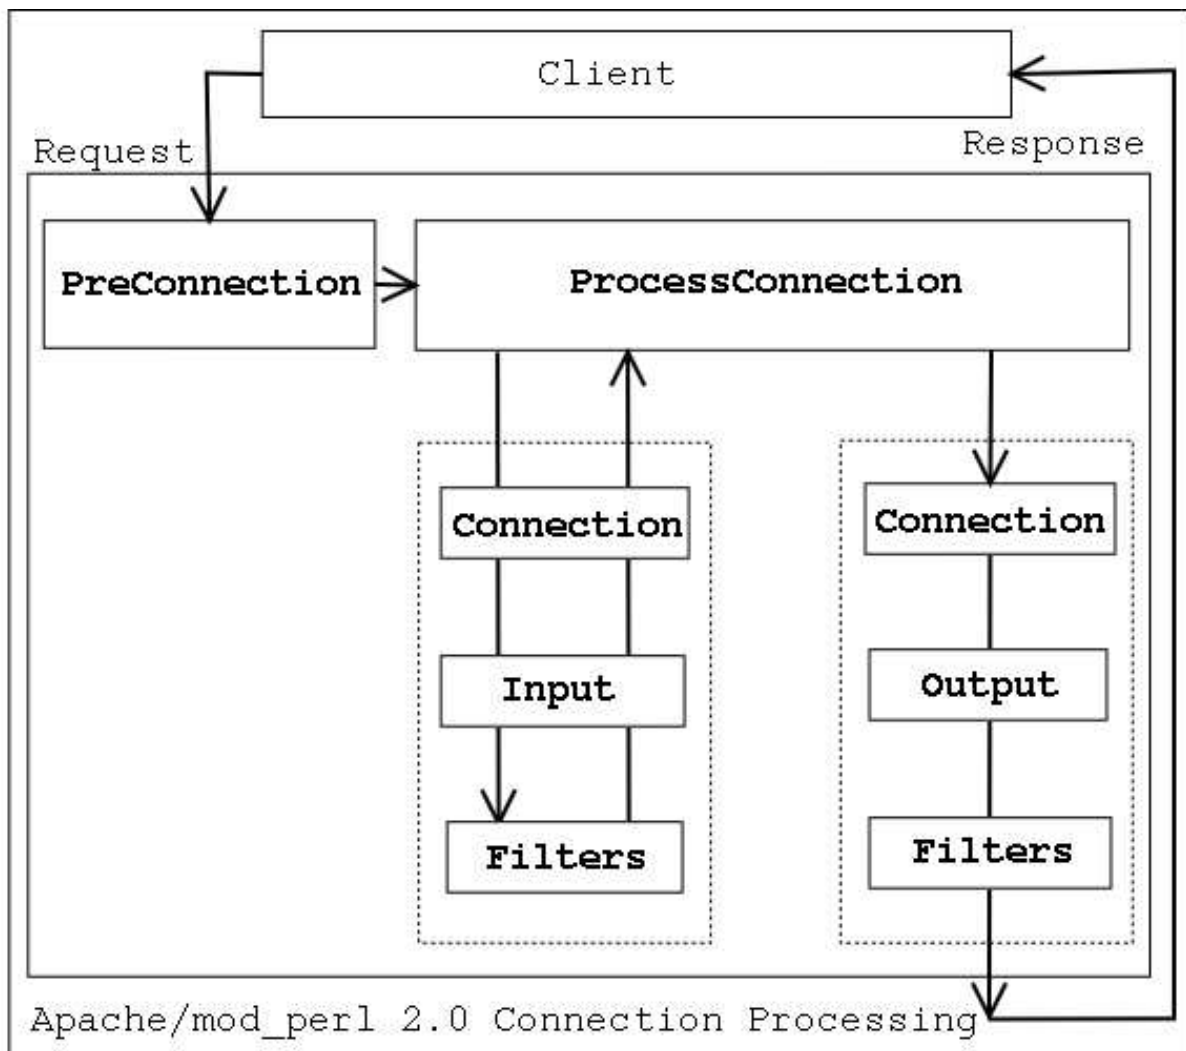 Client
Request
Response
PreConnection
ProcessConnection
Connection
Input
Filters
Connection
Output
Filters
Apache/mod_perl 2.0 Connection Processing